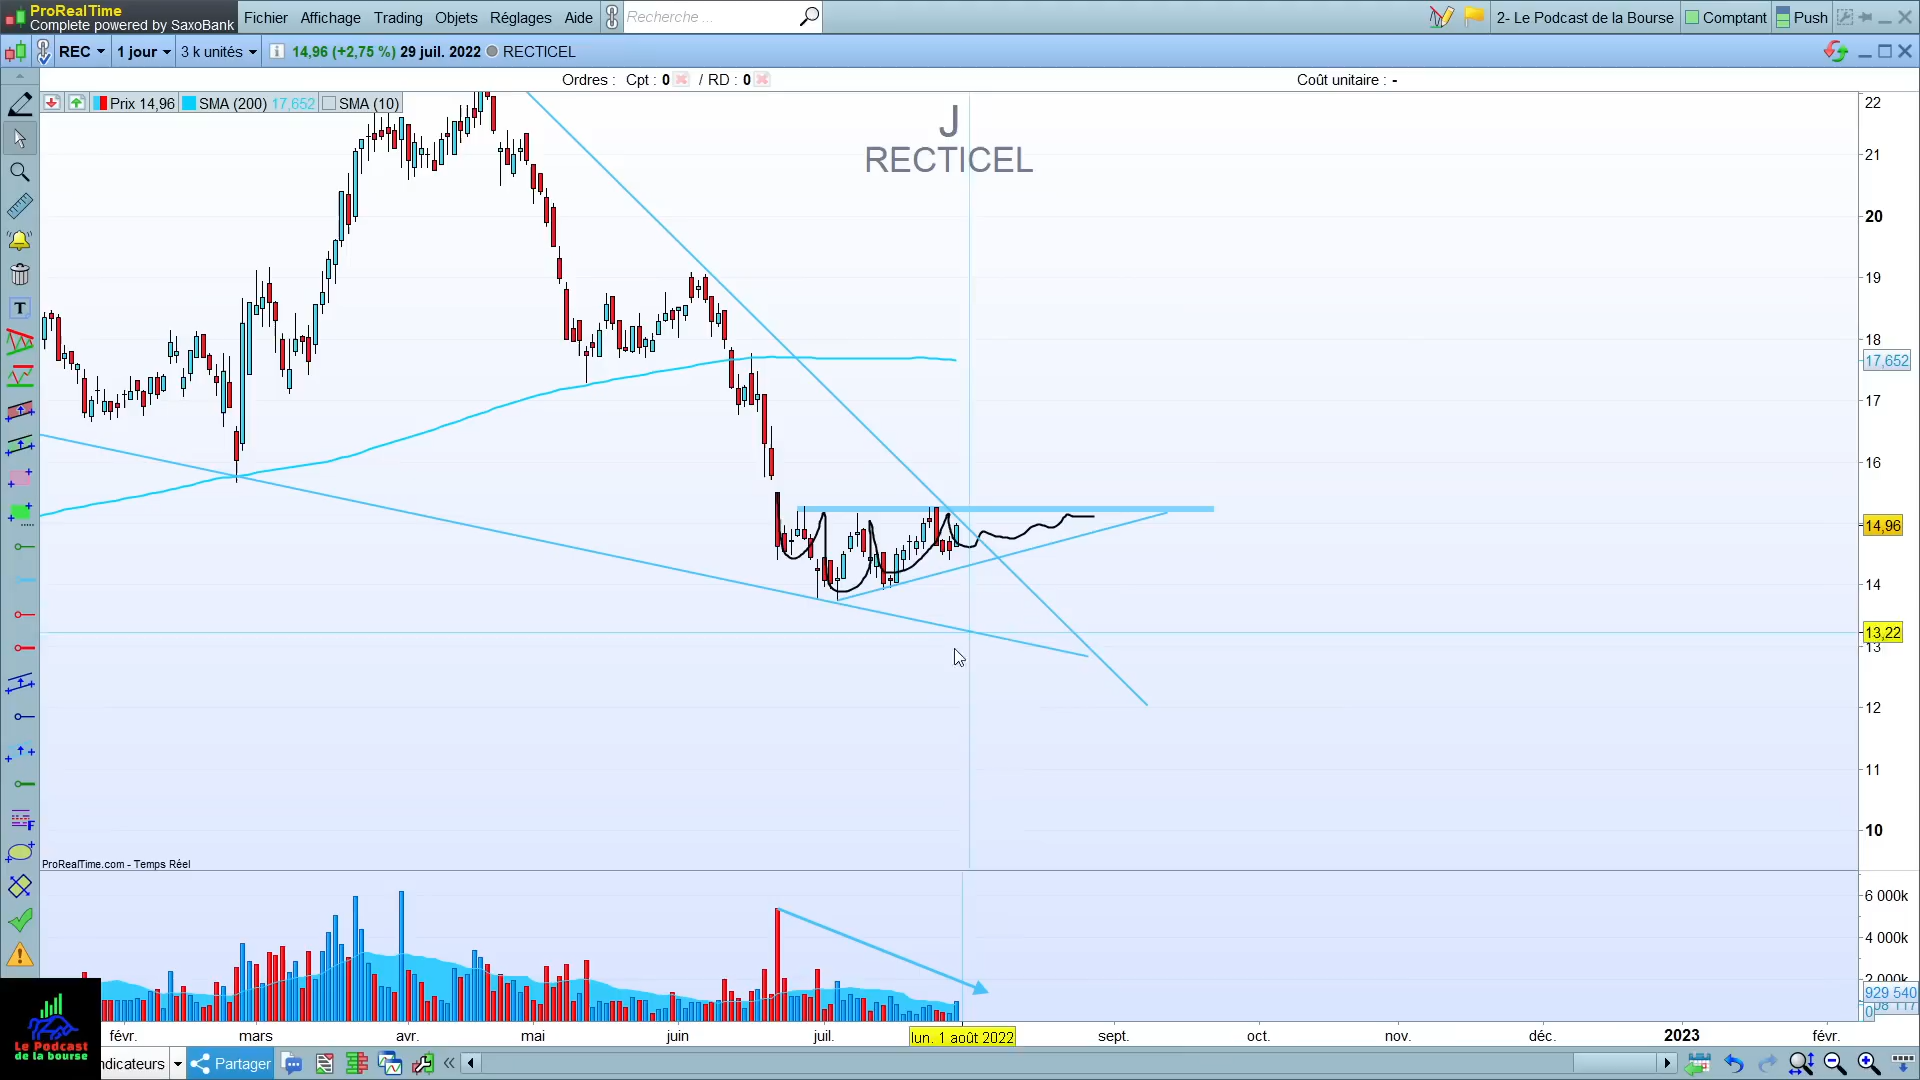 ProRealTime
Complete powered by SaxoBank
Fichier Affichage Trading Objets Réglages Aide
Recherche ...
2- Le Podcast de la Bourse Comptant Push
REC 1 jour 3 k unités 14,96 (+2,75 %) 29 juil. 2022 RECTICEL
Ordres : Cpt : 0 / RD : 0 Coût unitaire : -
Prix 14,96 SMA (200) 17,652 SMA (10)
J
RECTICEL
22
21
20
19
18
17,652
17
16
14,96
14
13,22
13
12
11
10
T
F
ProRealTime.com - Temps Réel
6 000k
4 000k
2 000k
929 540
0
févr. mars avr. mai juin juil. lun. 1 août 2022 sept. oct. nov. déc. 2023 févr.
Le Podcast
de la bourse
ndicateurs Partager